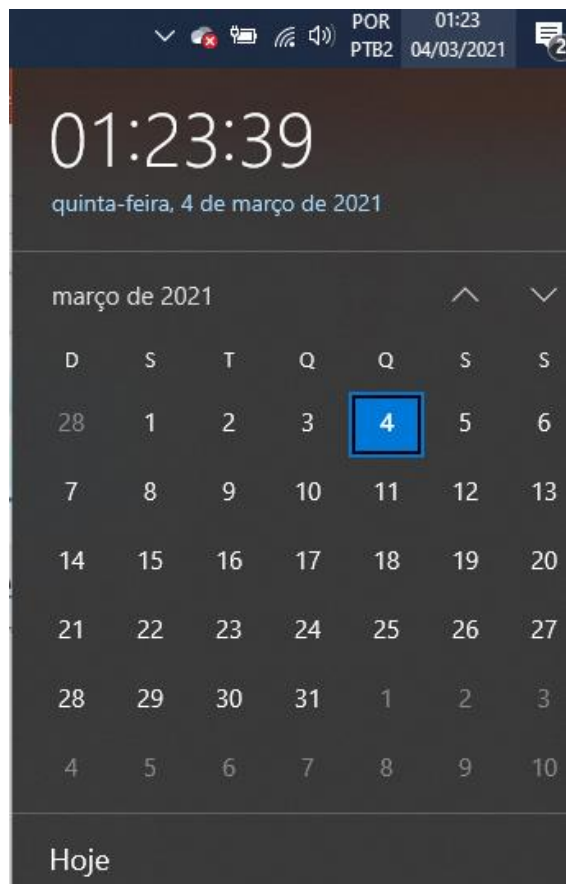 POR 01:23
PTB2 04/03/2021
2
01:23:39
quinta-feira, 4 de março de 2021
março de 2021
D S T Q Q S S
28 1 2 3 4 5 6
7 8 9 10 11 12 13
14 15 16 17 18 19 20
21 22 23 24 25 26 27
28 29 30 31 1 2 3
4 5 6 7 8 9 10
Hoje